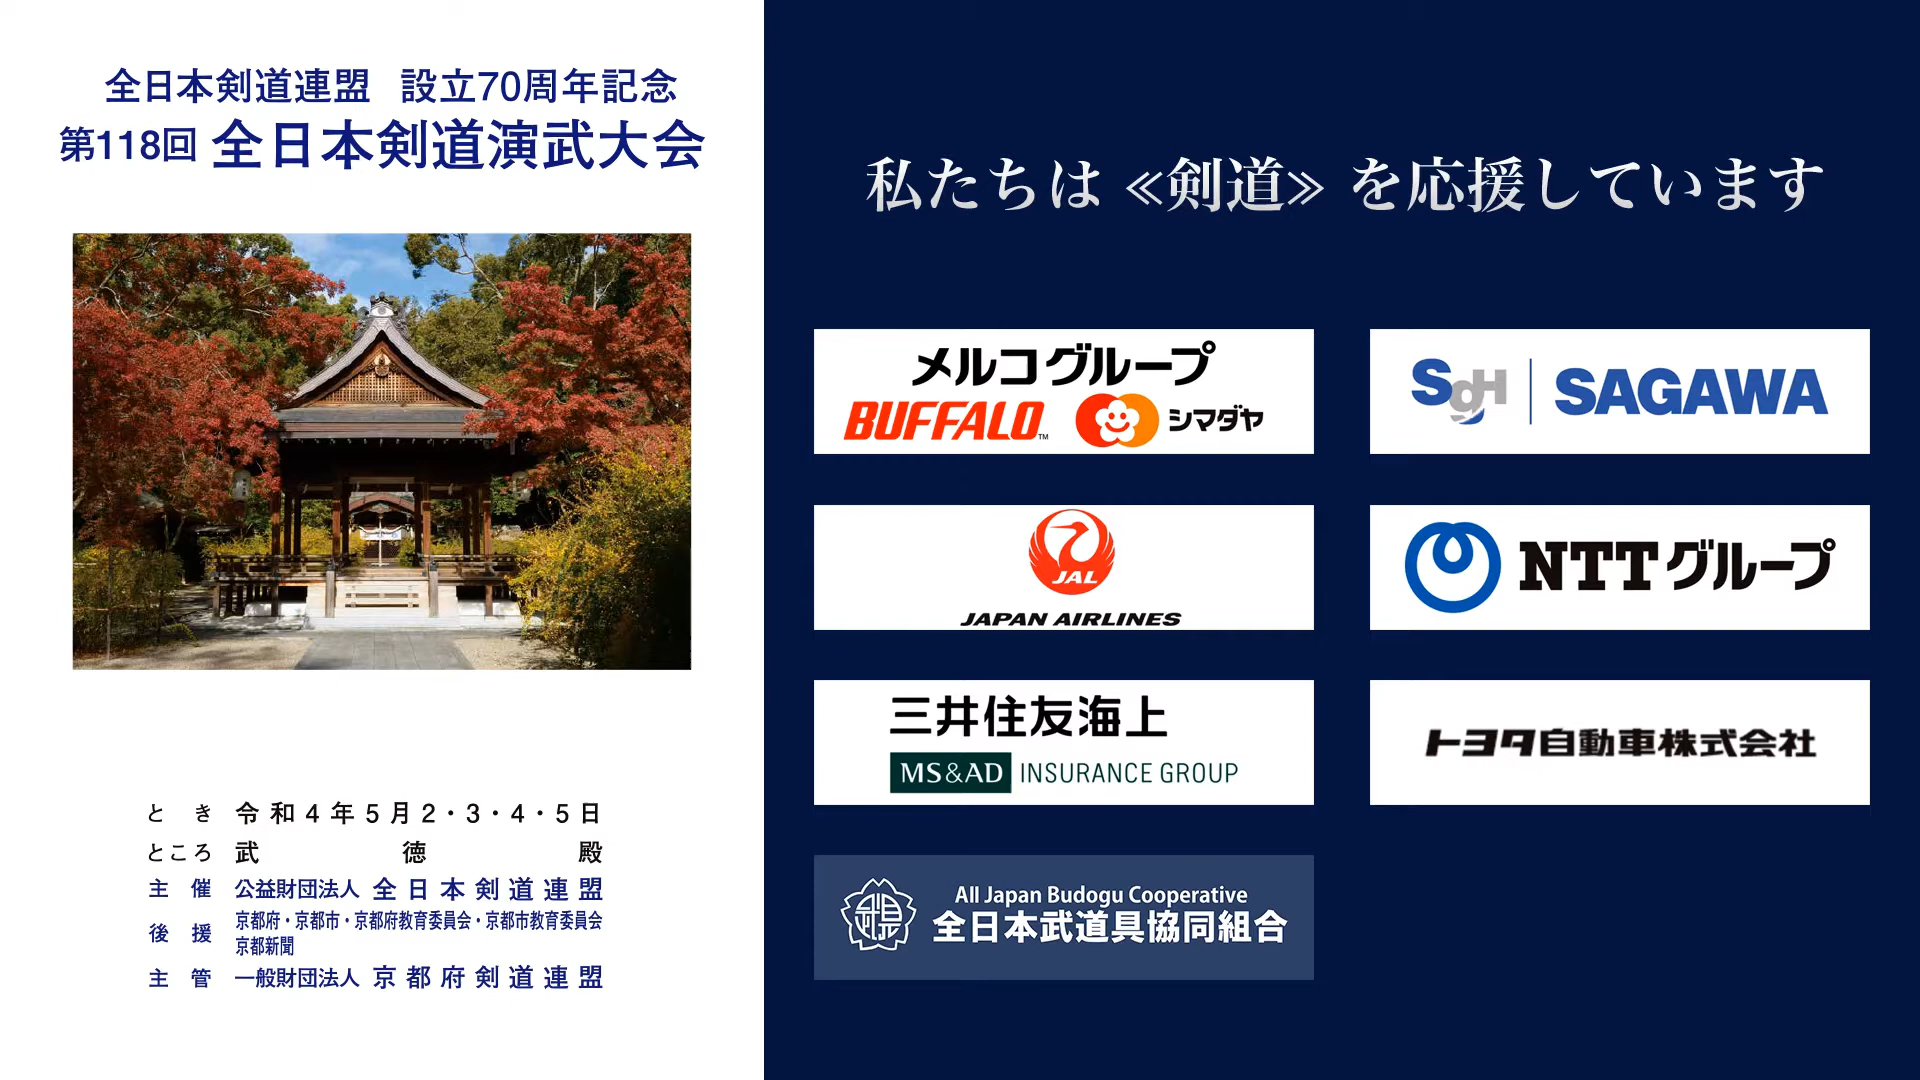 全日本剣道連盟 設立70周年記念
第118回 全日本剣道演武大会
とき 令和4年5月2・3・4・5日
ところ 武徳殿
主催 公益財団法人 全日本剣道連盟
後援 京都府・京都市・京都府教育委員会・京都市教育委員会
京都新聞
主管 一般財団法人 京都府剣道連盟
私たちは ≪剣道≫ を応援しています
メルコグループ
BUFFALO™ シマダヤ
SGH SAGAWA
JAL
JAPAN AIRLINES
NTTグループ
三井住友海上
MS&AD INSURANCE GROUP
トヨタ自動車株式会社
All Japan Budogu Cooperative
全日本武道具協同組合